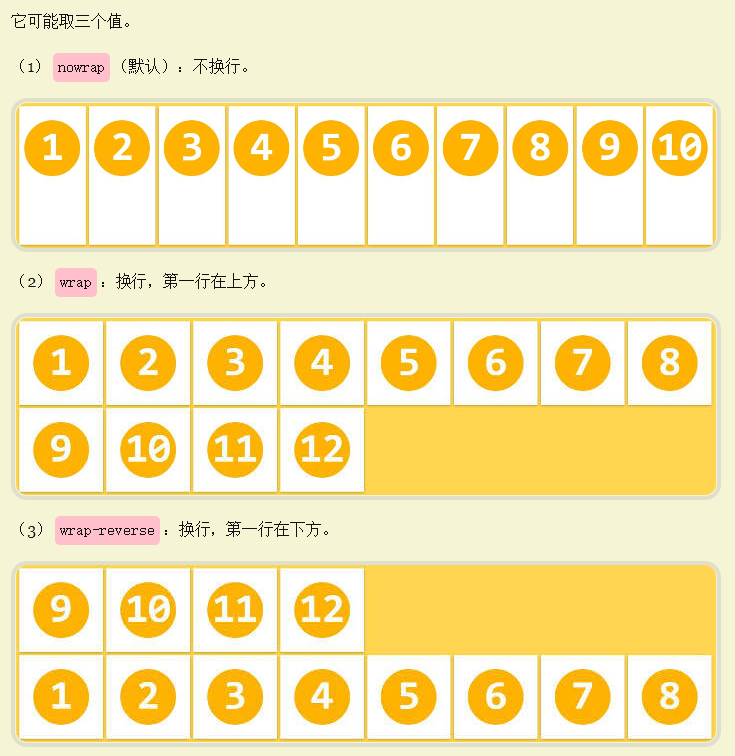 它可能取三个值。
（1）nowrap（默认）：不换行。
1 2 3 4 5 6 7 8 9 10
（2）wrap：换行，第一行在上方。
1 2 3 4 5 6 7 8
9 10 11 12
（3）wrap-reverse：换行，第一行在下方。
9 10 11 12
1 2 3 4 5 6 7 8